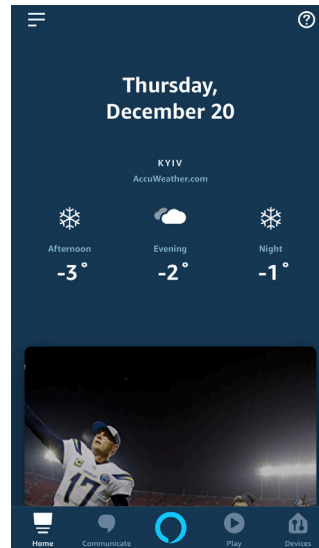 Thursday,
December 20
KYIV
AccuWeather.com
Afternoon Evening Night
-3° -2° -1°
17
Home Communicate Play Devices